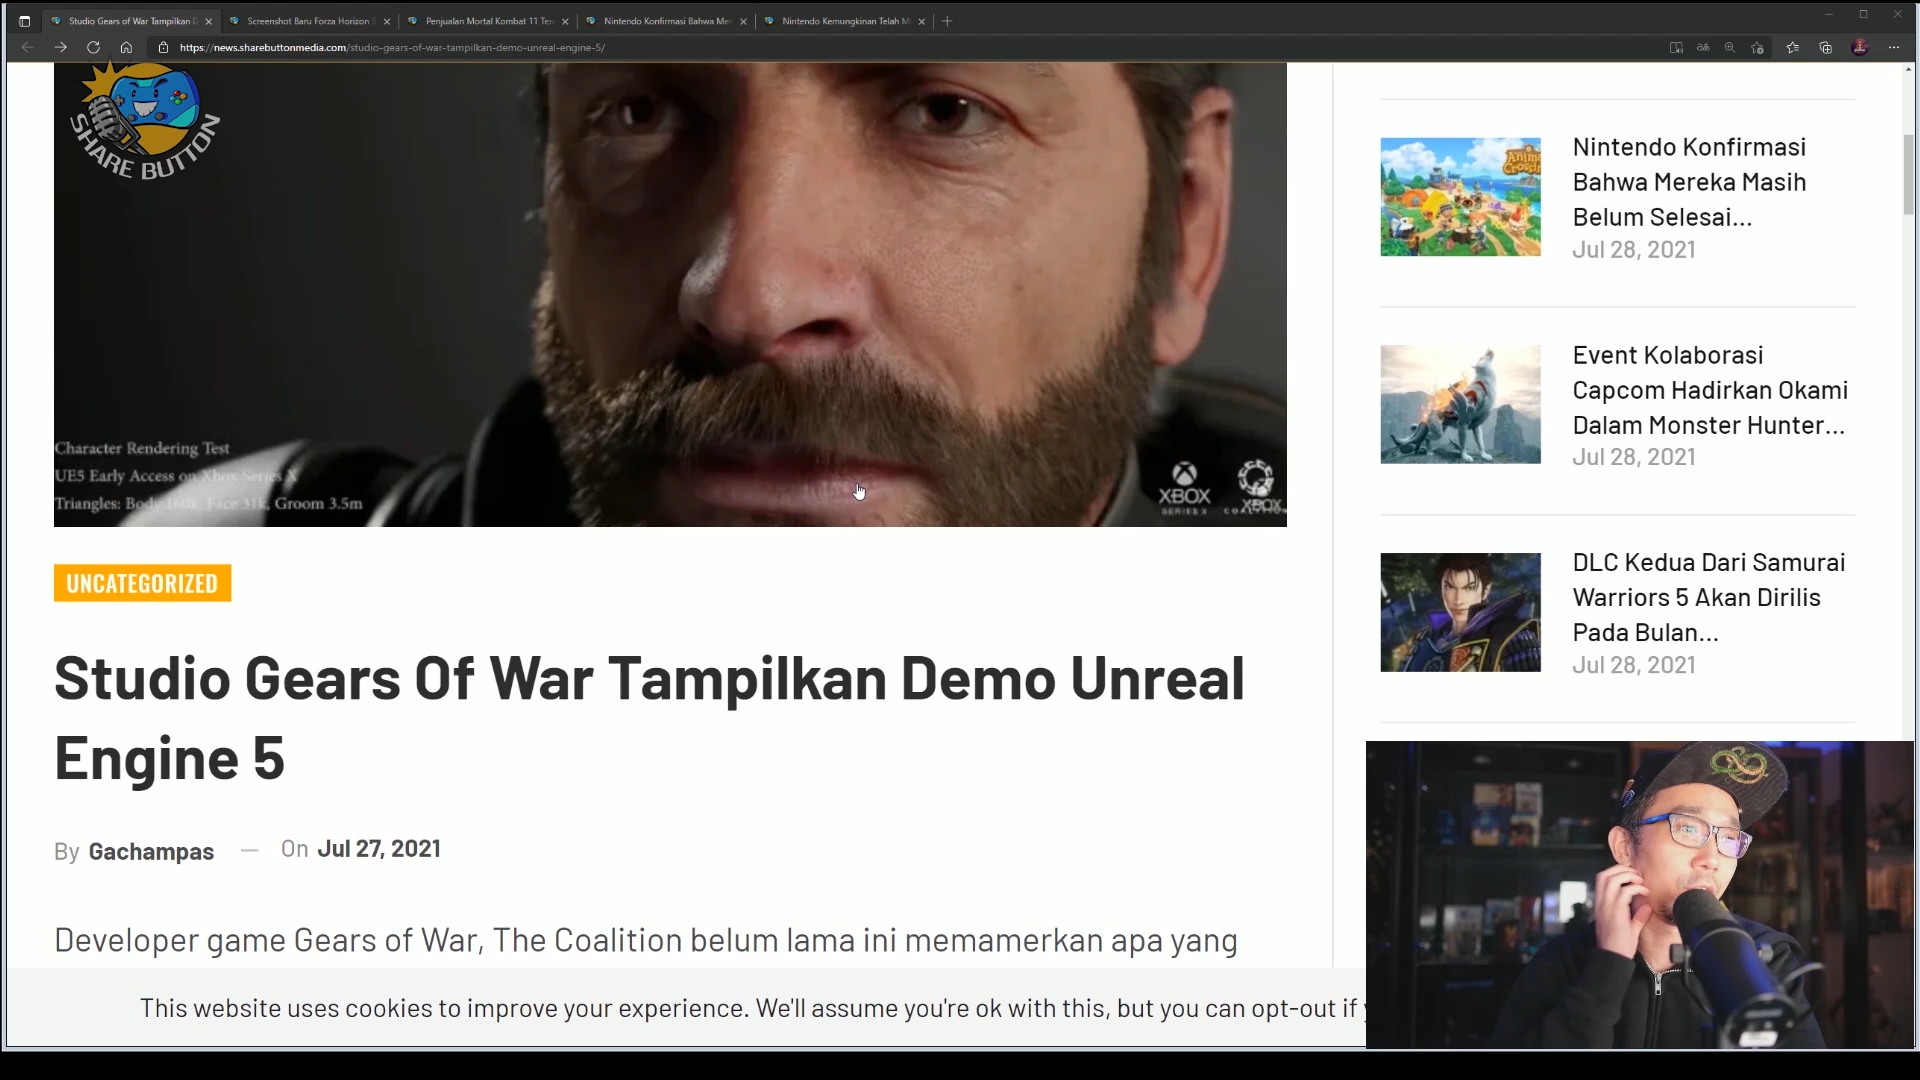 Studio Gears of War Tampilkan D
Screenshot Baru Forza Horizon 5
Penjualan Mortal Kombat 11 Tem
Nintendo Konfirmasi Bahwa Mer
Nintendo Kemungkinan Telah M
https://news.sharebuttonmedia.com/studio-gears-of-war-tampilkan-demo-unreal-engine-5/
SHARE BUTTON
Character Rendering Test
UE5 Early Access on Xbox Series X
Triangles: Body 160k, Face 31k, Groom 3.5m
XBOX
SERIES X
XBOX
UNCATEGORIZED
Studio Gears Of War Tampilkan Demo Unreal
Engine 5
By Gachampas — On Jul 27, 2021
Developer game Gears of War, The Coalition belum lama ini memamerkan apa yang
This website uses cookies to improve your experience. We'll assume you're ok with this, but you can opt-out if
Nintendo Konfirmasi
Bahwa Mereka Masih
Belum Selesai...
Jul 28, 2021
Event Kolaborasi
Capcom Hadirkan Okami
Dalam Monster Hunter...
Jul 28, 2021
DLC Kedua Dari Samurai
Warriors 5 Akan Dirilis
Pada Bulan...
Jul 28, 2021